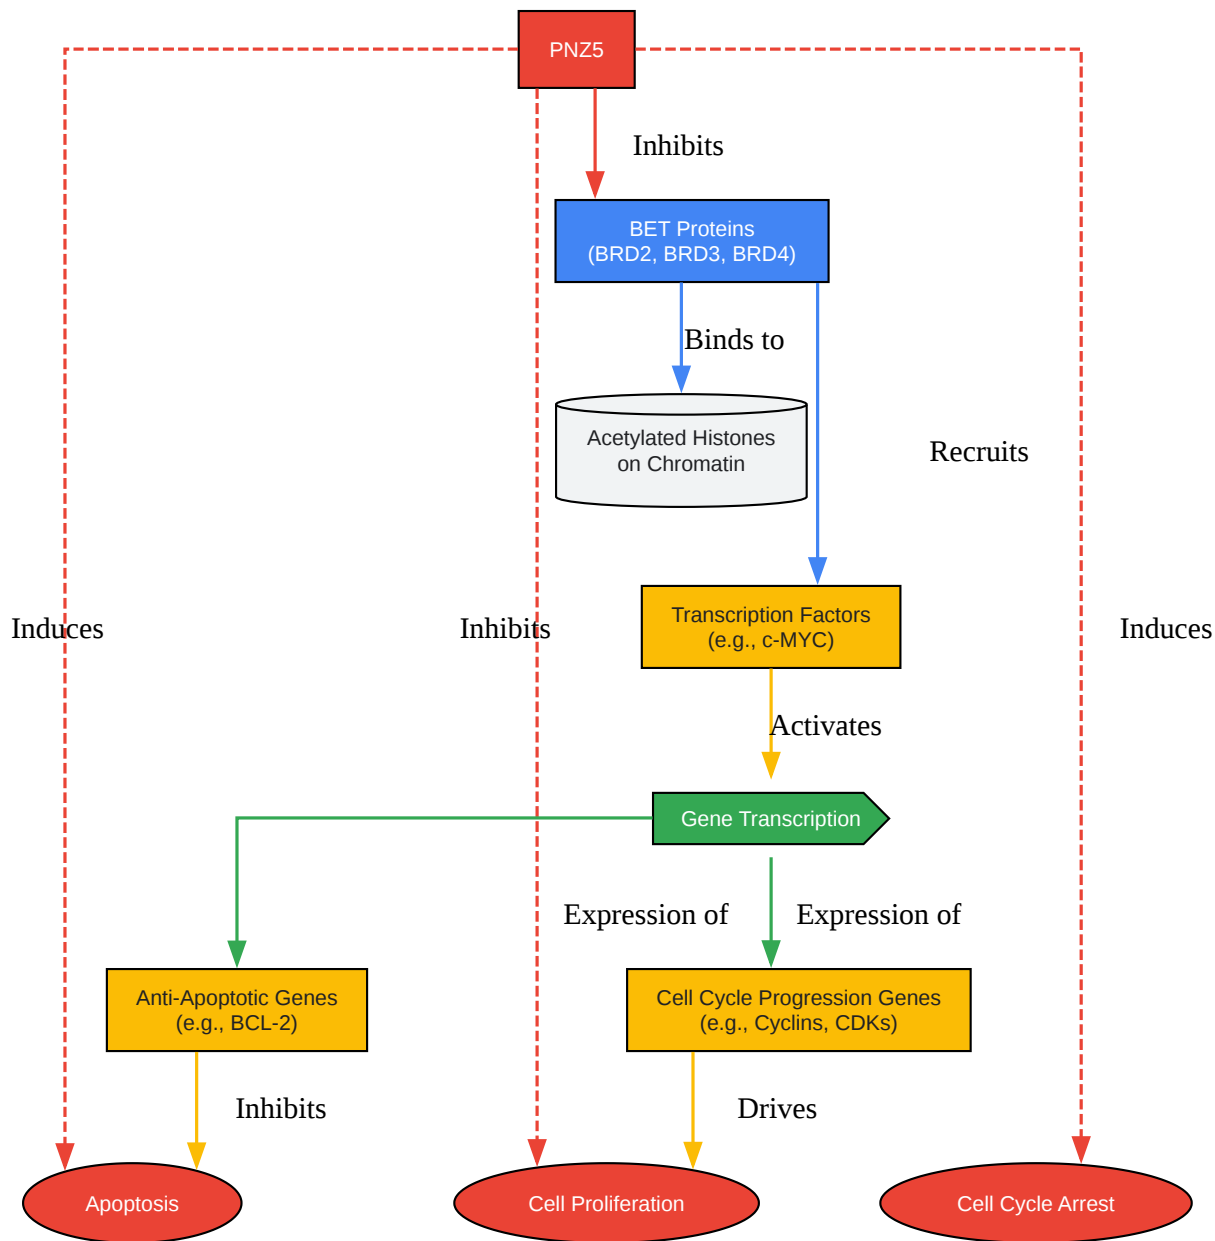 PNZ5
Inhibits
BET Proteins
(BRD2, BRD3, BRD4)
Binds to
Acetylated Histones
on Chromatin
Recruits
Transcription Factors
(e.g., c-MYC)
Induces
Inhibits
Induces
Activates
Gene Transcription
Expression of
Expression of
Anti-Apoptotic Genes
(e.g., BCL-2)
Cell Cycle Progression Genes
(e.g., Cyclins, CDKs)
Inhibits
Drives
Apoptosis
Cell Proliferation
Cell Cycle Arrest